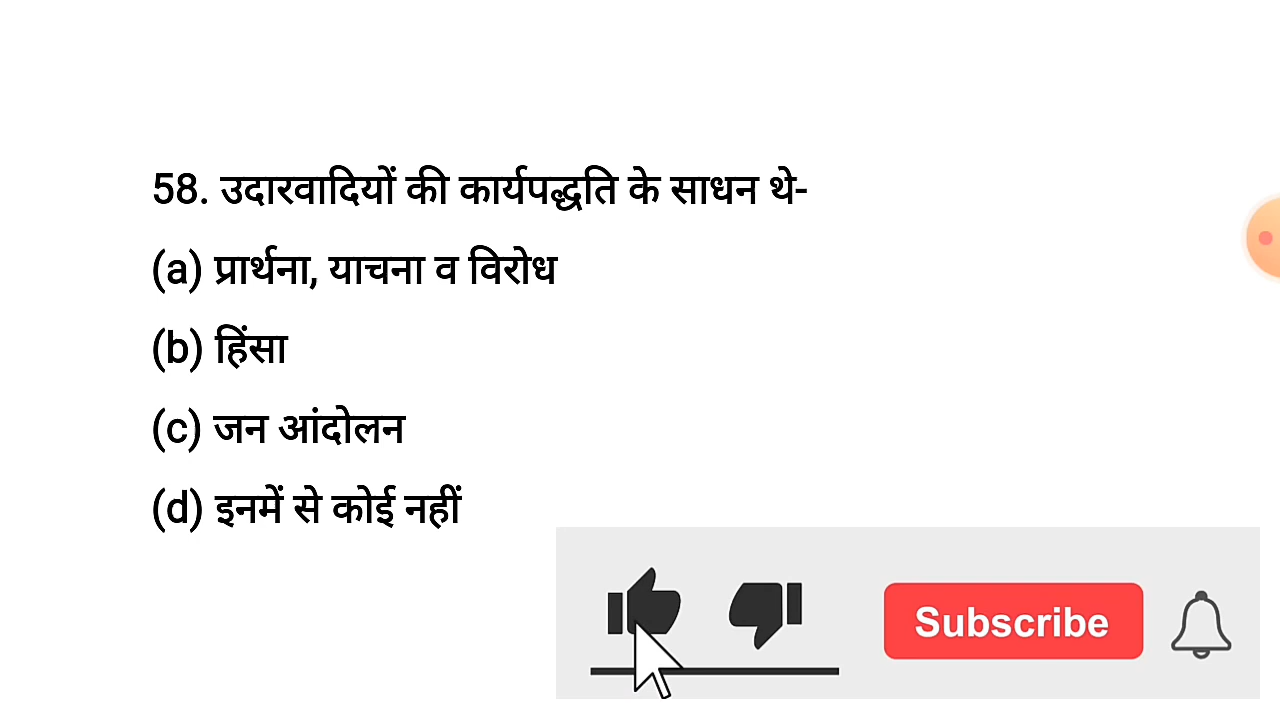 58. उदारवादियों की कार्यपद्धति के साधन थे-
(a) प्रार्थना, याचना व विरोध
(b) हिंसा
(c) जन आंदोलन
(d) इनमें से कोई नहीं
Subscribe